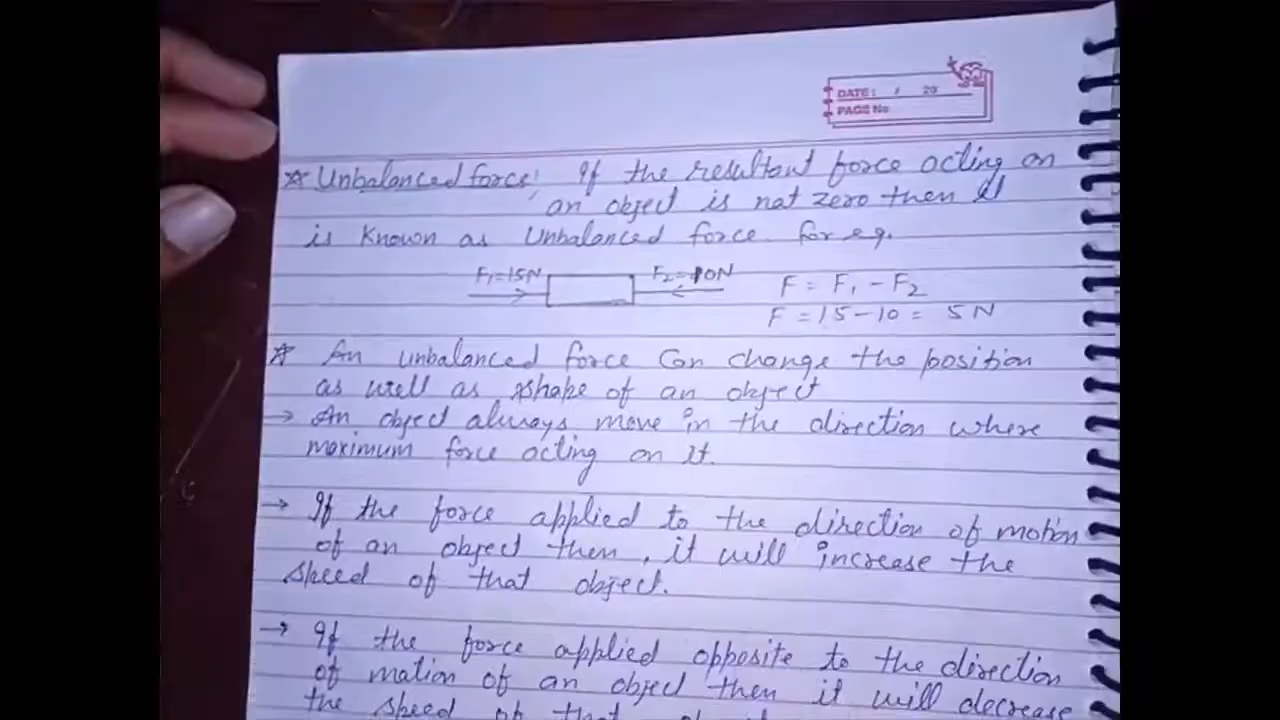 DATE: / 20
PAGE No
☆ Unbalanced force: If the resultant force acting on
an object is not zero then it
is known as Unbalanced force for eg.
F₁=15N F₂=10N F = F₁ - F₂
F = 15-10 = 5N
☆ An unbalanced force Can change the position
as well as shape of an object
→ An object always move in the direction where
maximum force acting on it.
→ If the force applied to the direction of motion
of an object then, it will increase the
speed of that object.
→ If the force applied opposite to the direction
of motion of an object then it will decrease
the speed of that